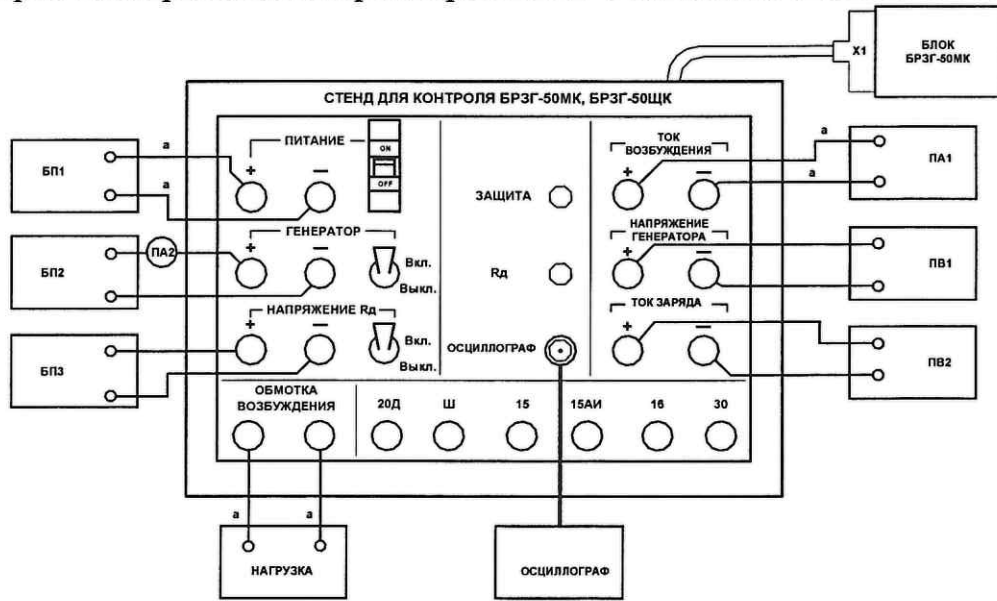 X1
БЛОК
БРЗГ-50МК
СТЕНД ДЛЯ КОНТРОЛЯ БРЗГ-50МК, БРЗГ-50ЩК
БП1
а
а
ПИТАНИЕ
+
−
ON
OFF
ЗАЩИТА
ТОК
ВОЗБУЖДЕНИЯ
+
−
а
а
ПА1
БП2
ПА2
ГЕНЕРАТОР
+
−
Вкл.
Выкл.
Rд
НАПРЯЖЕНИЕ
ГЕНЕРАТОРА
+
−
ПВ1
БП3
НАПРЯЖЕНИЕ Rд
+
−
Вкл.
Выкл.
ОСЦИЛЛОГРАФ
ТОК ЗАРЯДА
+
−
ПВ2
ОБМОТКА
ВОЗБУЖДЕНИЯ
20Д
Ш
15
15АИ
16
30
а
а
НАГРУЗКА
ОСЦИЛЛОГРАФ